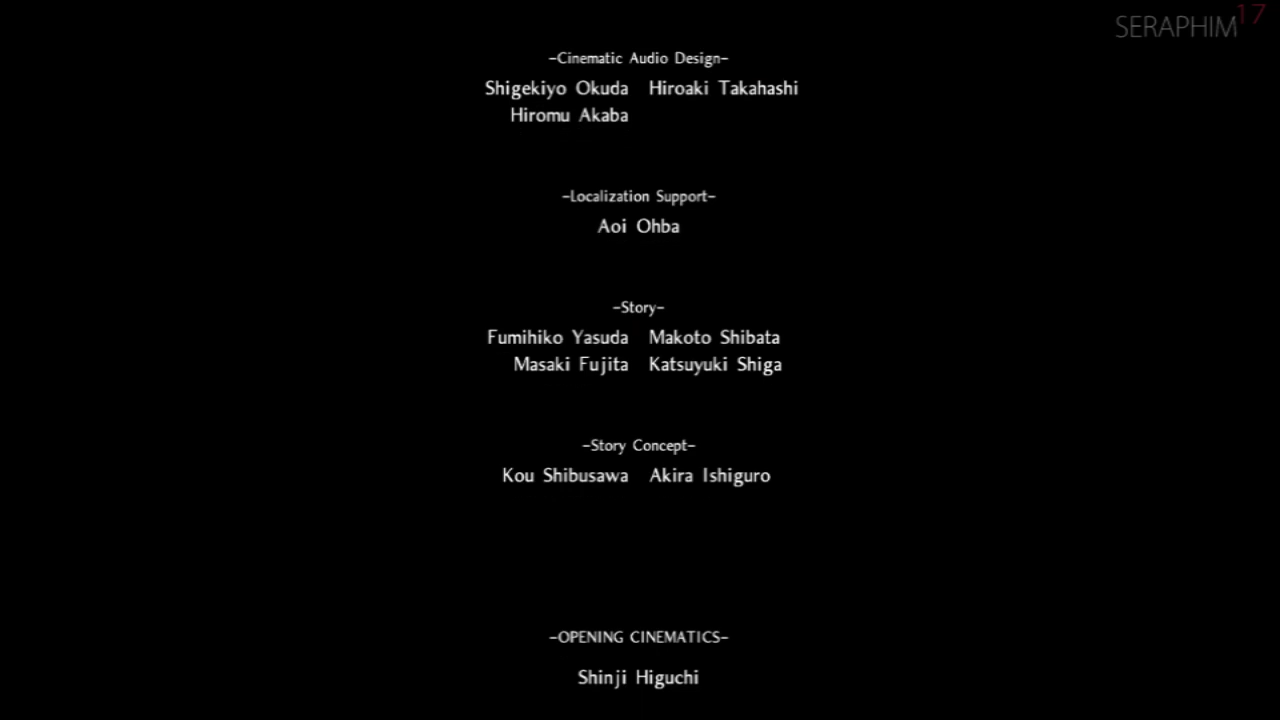 SERAPHIM17
-Cinematic Audio Design-
Shigekiyo Okuda Hiroaki Takahashi
Hiromu Akaba
-Localization Support-
Aoi Ohba
-Story-
Fumihiko Yasuda Makoto Shibata
Masaki Fujita Katsuyuki Shiga
-Story Concept-
Kou Shibusawa Akira Ishiguro
-OPENING CINEMATICS-
Shinji Higuchi